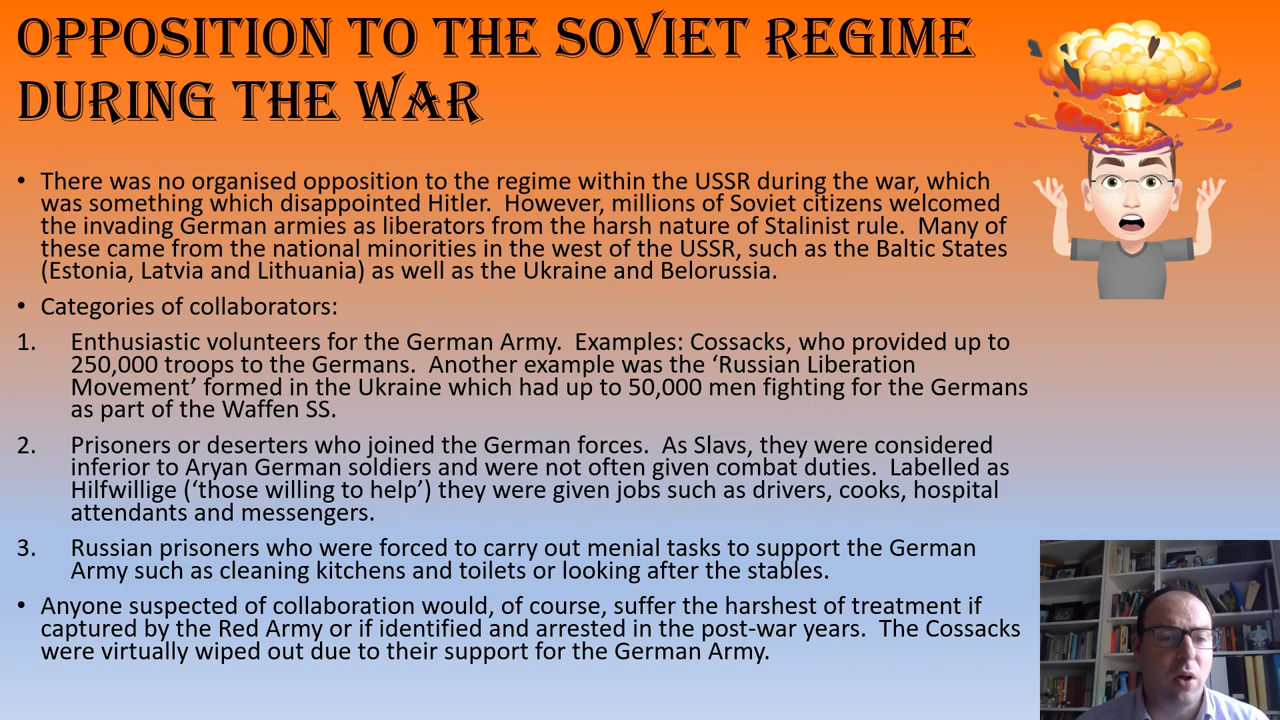 OPPOSITION TO THE SOVIET REGIME
DURING THE WAR
• There was no organised opposition to the regime within the USSR during the war, which
was something which disappointed Hitler.  However, millions of Soviet citizens welcomed
the invading German armies as liberators from the harsh nature of Stalinist rule.  Many of
these came from the national minorities in the west of the USSR, such as the Baltic States
(Estonia, Latvia and Lithuania) as well as the Ukraine and Belorussia.
• Categories of collaborators:
1. Enthusiastic volunteers for the German Army.  Examples: Cossacks, who provided up to
250,000 troops to the Germans.  Another example was the ‘Russian Liberation
Movement’ formed in the Ukraine which had up to 50,000 men fighting for the Germans
as part of the Waffen SS.
2. Prisoners or deserters who joined the German forces.  As Slavs, they were considered
inferior to Aryan German soldiers and were not often given combat duties.  Labelled as
Hilfwillige (‘those willing to help’) they were given jobs such as drivers, cooks, hospital
attendants and messengers.
3. Russian prisoners who were forced to carry out menial tasks to support the German
Army such as cleaning kitchens and toilets or looking after the stables.
• Anyone suspected of collaboration would, of course, suffer the harshest of treatment if
captured by the Red Army or if identified and arrested in the post-war years.  The Cossacks
were virtually wiped out due to their support for the German Army.